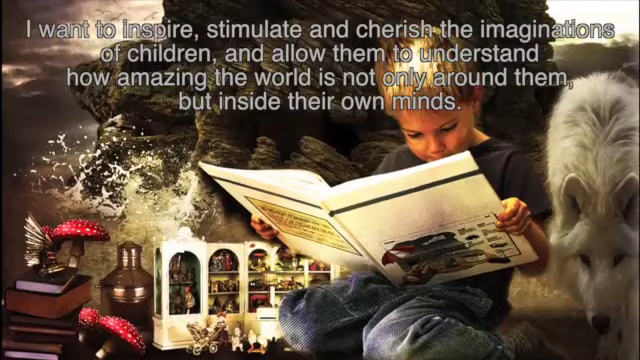 I want to inspire, stimulate and cherish the imaginations
of children, and allow them to understand
how amazing the world is not only around them,
but inside their own minds.